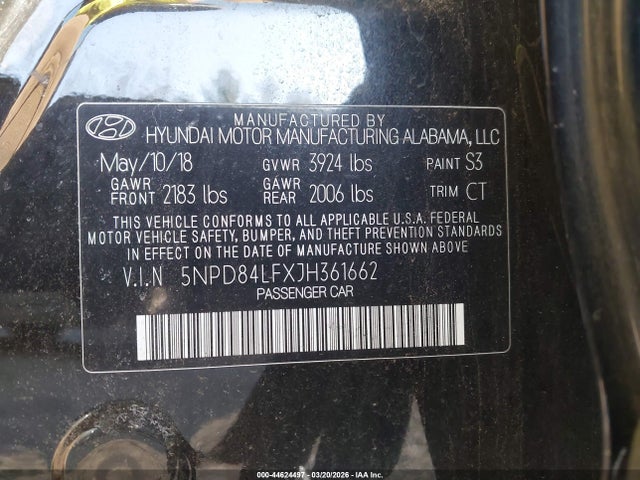 MANUFACTURED BY
HYUNDAI MOTOR MANUFACTURING ALABAMA, LLC
May/10/18 GVWR 3924 lbs PAINT S3
GAWR FRONT 2183 lbs GAWR REAR 2006 lbs TRIM CT
THIS VEHICLE CONFORMS TO ALL APPLICABLE U.S.A. FEDERAL
MOTOR VEHICLE SAFETY, BUMPER, AND THEFT PREVENTION STANDARDS
IN EFFECT ON THE DATE OF MANUFACTURE SHOWN ABOVE.
V.I.N 5NPD84LFXJH361662
PASSENGER CAR
000-44624497 - 03/20/2026 - IAA Inc.